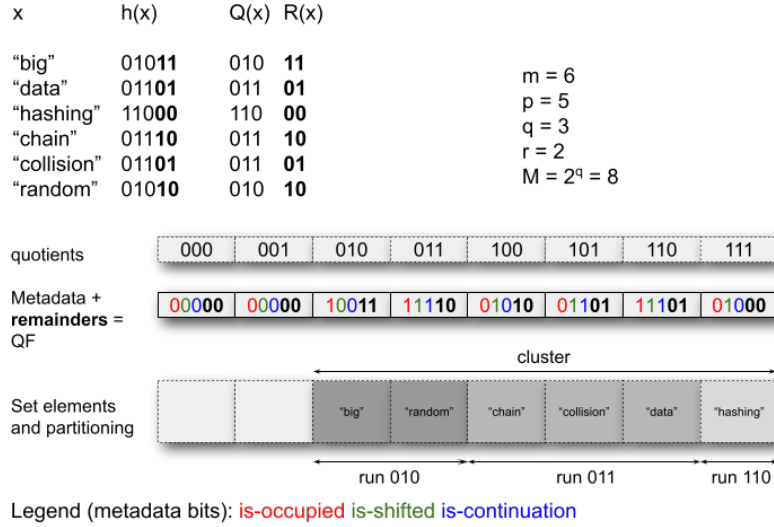 x h(x) Q(x) R(x)
"big" 01011 010 11
"data" 01101 011 01
"hashing" 11000 110 00
"chain" 01110 011 10
"collision" 01101 011 01
"random" 01010 010 10
m = 6
p = 5
q = 3
r = 2
M = 2^q = 8
quotients 000 001 010 011 100 101 110 111
Metadata +
remainders =
QF
00000 00000 10011 11110 01010 01101 11101 01000
cluster
Set elements
and partitioning
"big" "random" "chain" "collision" "data" "hashing"
run 010 run 011 run 110
Legend (metadata bits): is-occupied is-shifted is-continuation